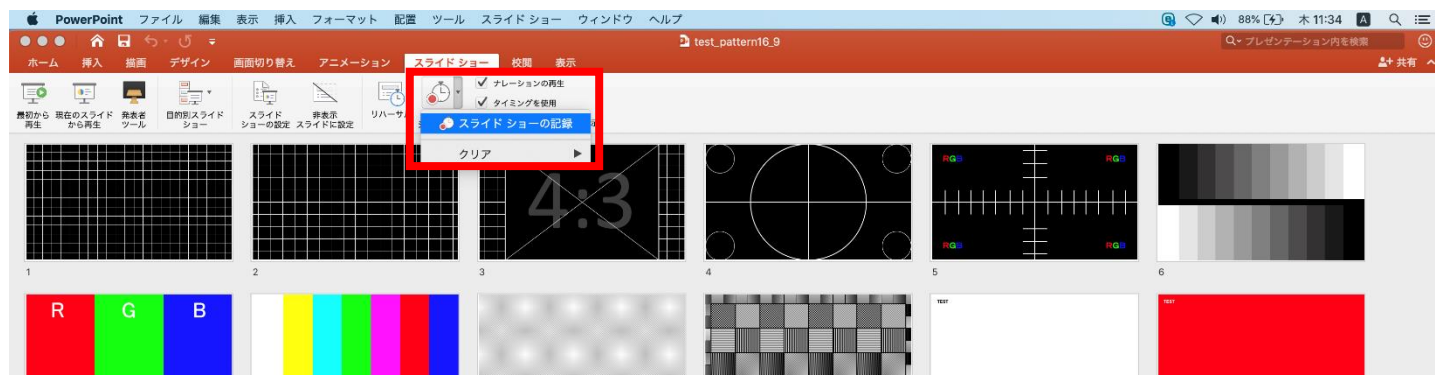 PowerPoint ファイル 編集 表示 挿入 フォーマット 配置 ツール スライド ショー ウィンドウ ヘルプ 88% 木 11:34 A
test_pattern16_9 プレゼンテーション内を検索
ホーム 挿入 描画 デザイン 画面切り替え アニメーション スライド ショー 校閲 表示 共有
最初から再生
現在のスライドから再生
発表者ツール
目的別スライドショー
スライドショーの設定
非表示スライドに設定
リハーサ
ナレーションの再生
タイミングを使用
スライド ショーの記録
クリア
4:3
RGB RGB
RGB RGB
1 2 3 4 5 6
R G B
TEST TEST